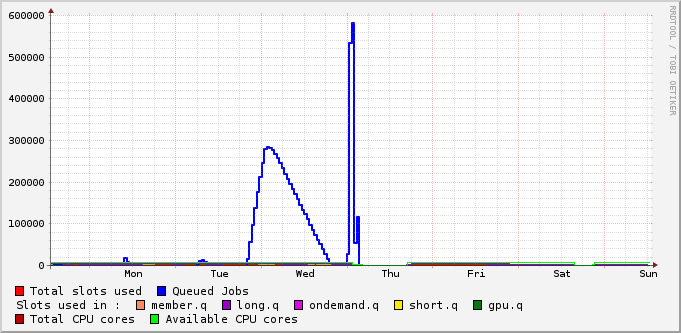 600000
500000
400000
300000
200000
100000
0
Mon Tue Wed Thu Fri Sat Sun
RRDTOOL / TOBI OETIKER
Total slots used Queued Jobs
Slots used in : member.q long.q ondemand.q short.q gpu.q
Total CPU cores Available CPU cores